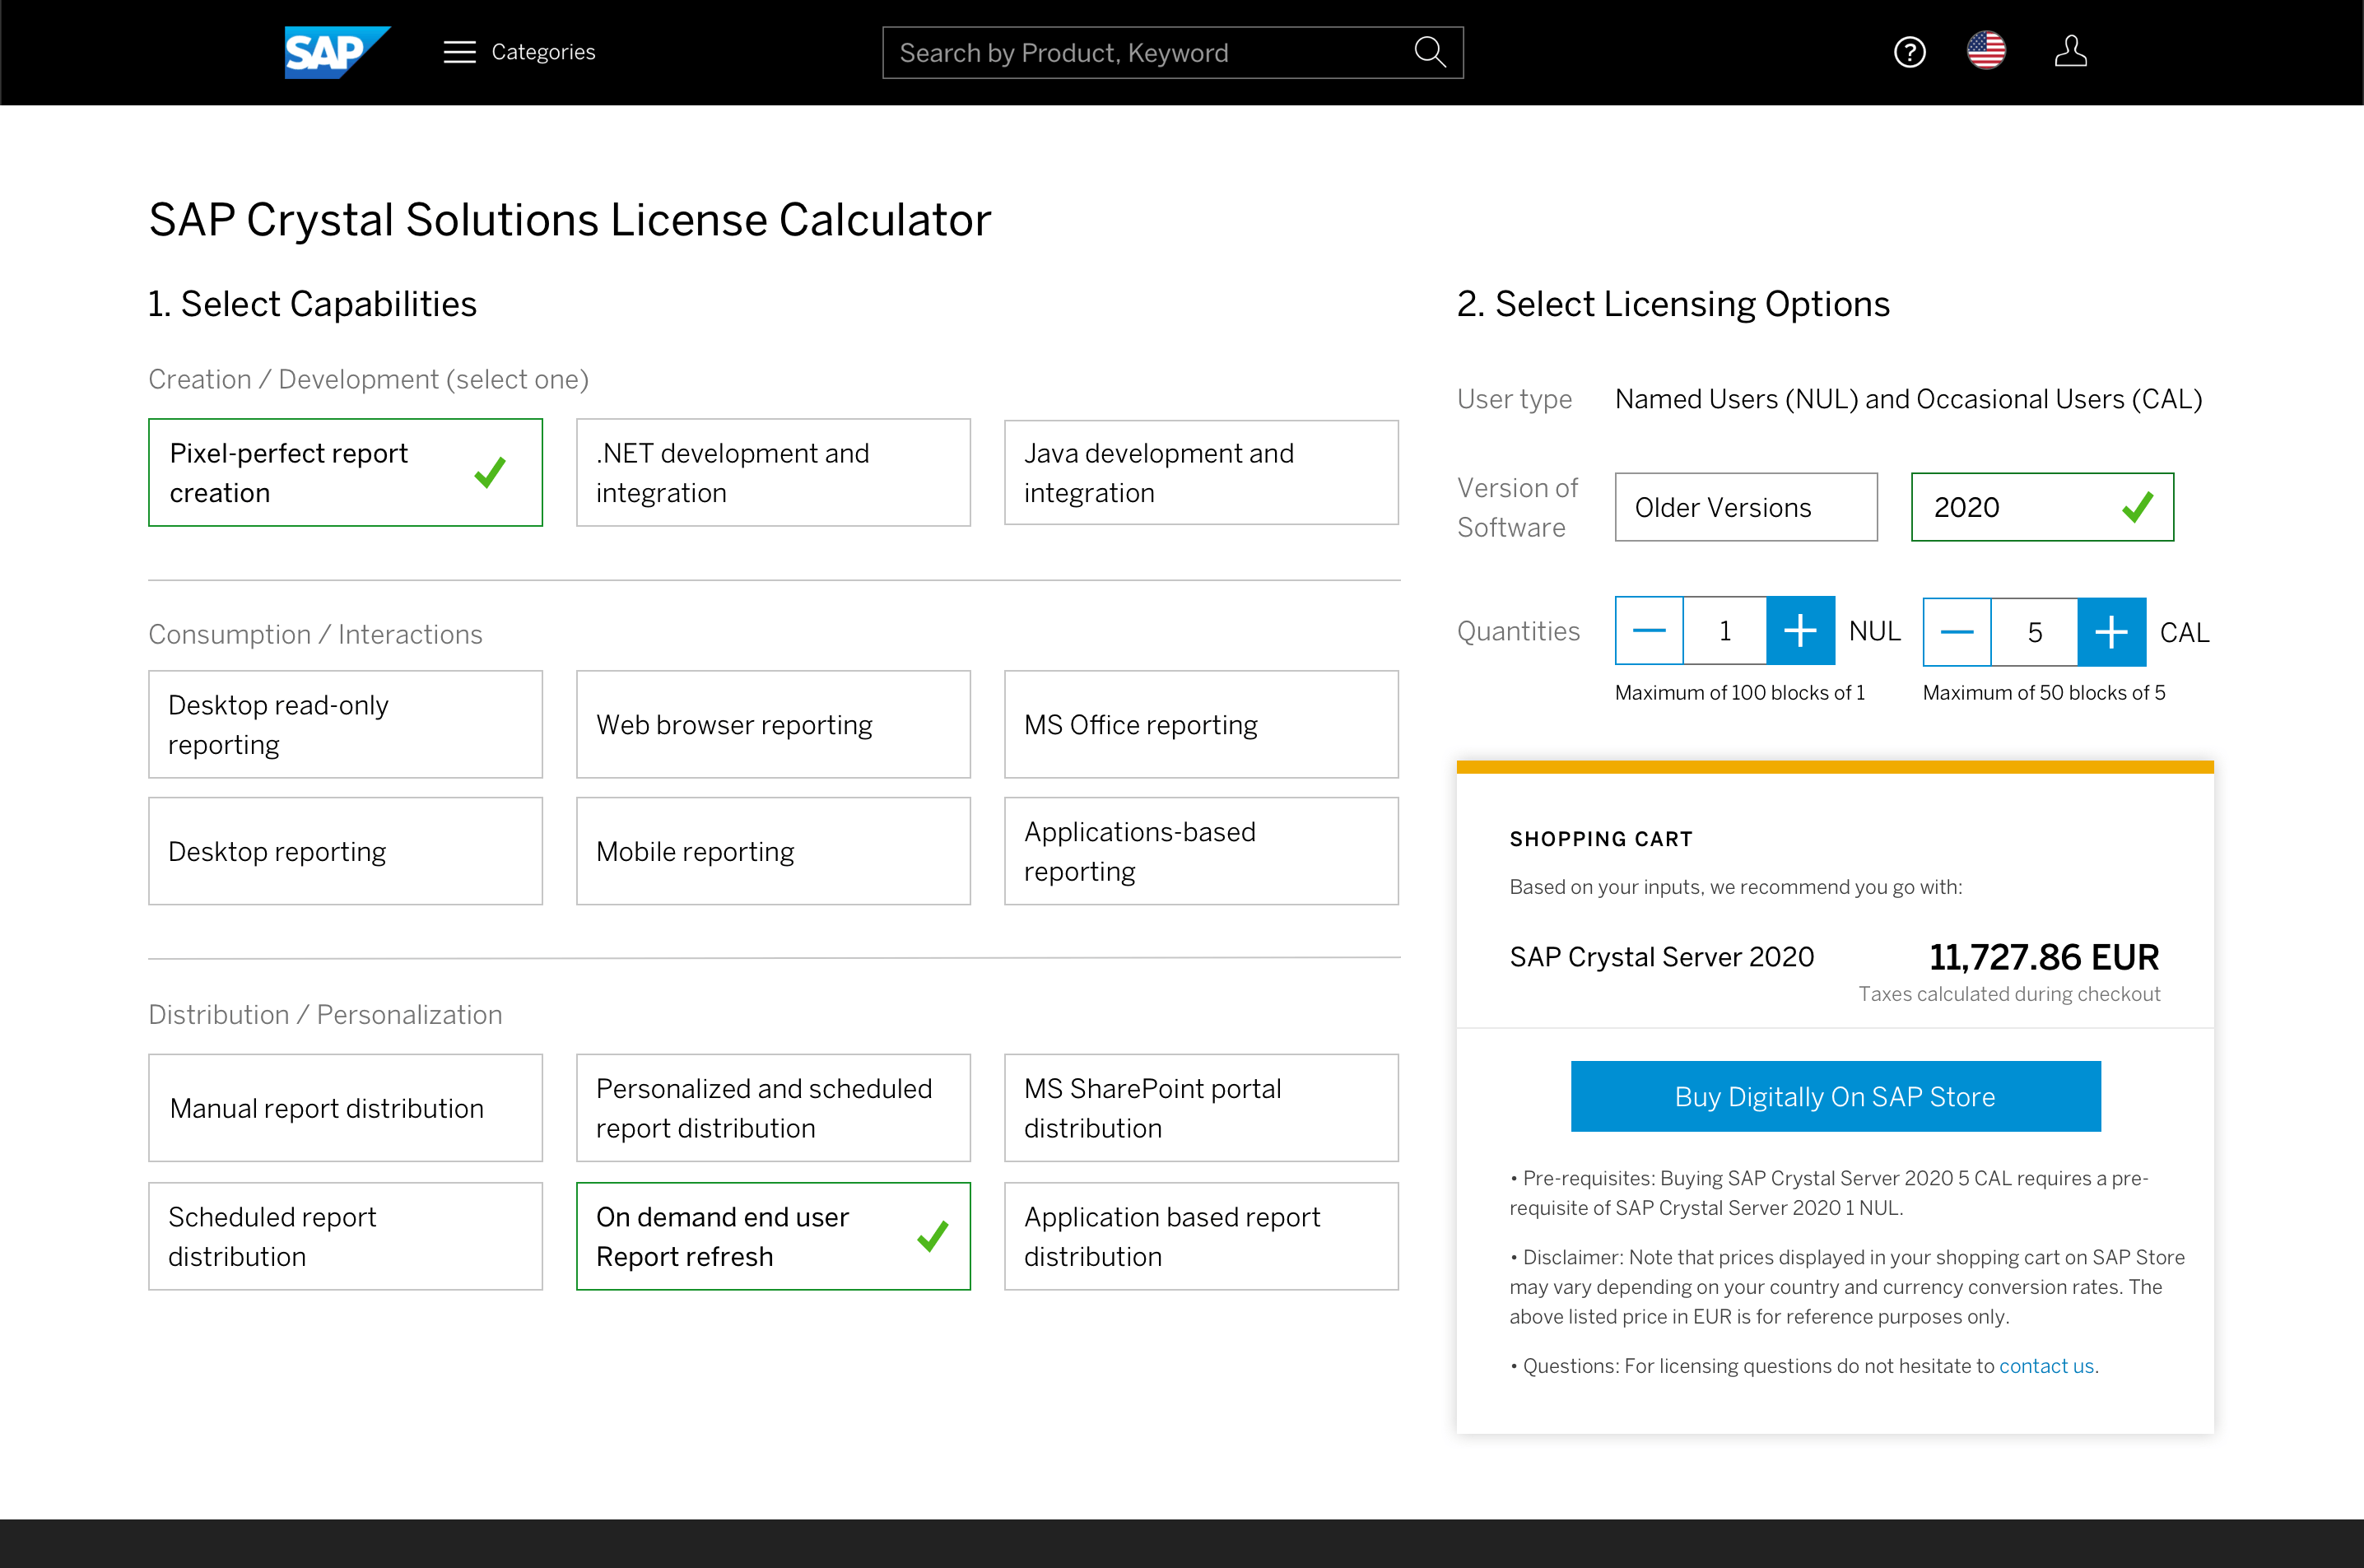 SAP
Categories
Search by Product, Keyword
?
SAP Crystal Solutions License Calculator
1. Select Capabilities
Creation / Development (select one)
Pixel-perfect report
creation
.NET development and
integration
Java development and
integration
Consumption / Interactions
Desktop read-only
reporting
Web browser reporting
MS Office reporting
Desktop reporting
Mobile reporting
Applications-based
reporting
Distribution / Personalization
Manual report distribution
Personalized and scheduled
report distribution
MS SharePoint portal
distribution
Scheduled report
distribution
On demand end user
Report refresh
Application based report
distribution
2. Select Licensing Options
User type
Named Users (NUL) and Occasional Users (CAL)
Version of
Software
Older Versions
2020
Quantities
1
NUL
5
CAL
Maximum of 100 blocks of 1
Maximum of 50 blocks of 5
SHOPPING CART
Based on your inputs, we recommend you go with:
SAP Crystal Server 2020
11,727.86 EUR
Taxes calculated during checkout
Buy Digitally On SAP Store
• Pre-requisites: Buying SAP Crystal Server 2020 5 CAL requires a pre-
requisite of SAP Crystal Server 2020 1 NUL.
• Disclaimer: Note that prices displayed in your shopping cart on SAP Store
may vary depending on your country and currency conversion rates. The
above listed price in EUR is for reference purposes only.
• Questions: For licensing questions do not hesitate to contact us.